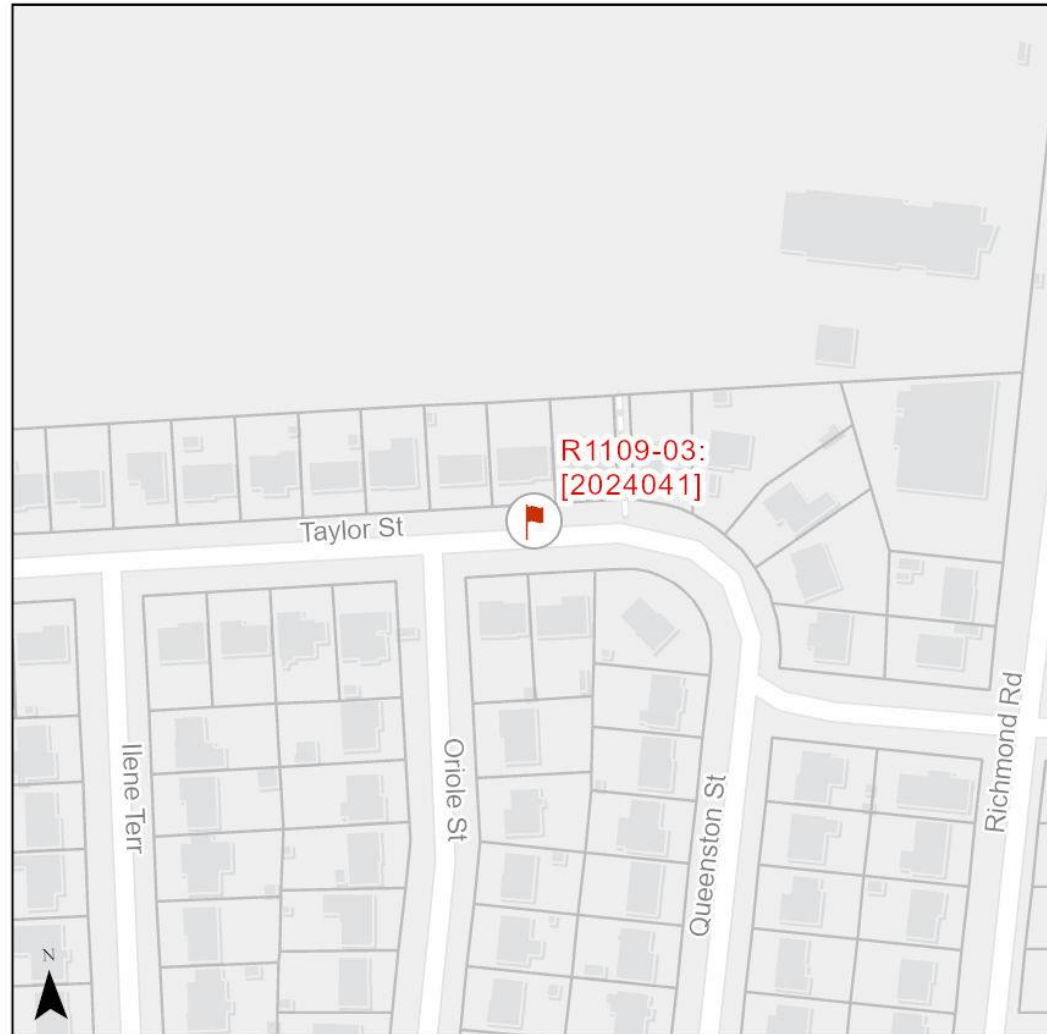 R1109-03:
[2024041]
Taylor St
Ilene Terr
Oriole St
Queenston St
Richmond Rd
N